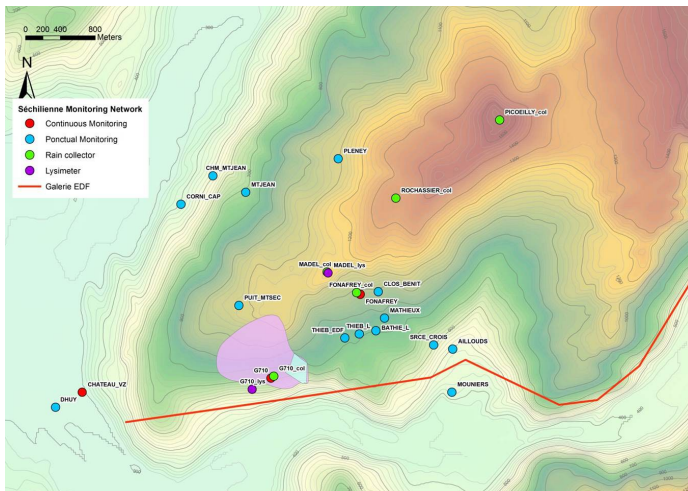 0 200 400 800
Meters
N
Séchilienne Monitoring Network
Continuous Monitoring
Ponctual Monitoring
Rain collector
Lysimeter
Galerie EDF
PICOEILLY_col
PLENEY
CHM_MTJEAN
MTJEAN
CORNI_CAP
ROCHASSIER_col
MADEL_col MADEL_lys
FONAFREY_col CLOS_BENIT
FONAFREY
PUIT_MTSEC
MATHIEUX
THIEB_EDF THIEB_L BATHIE_L
SRCE_CROIS
AILLOUDS
G710 G710_col
G710_lys
MOUNIERS
CHATEAU_VZ
DHUY